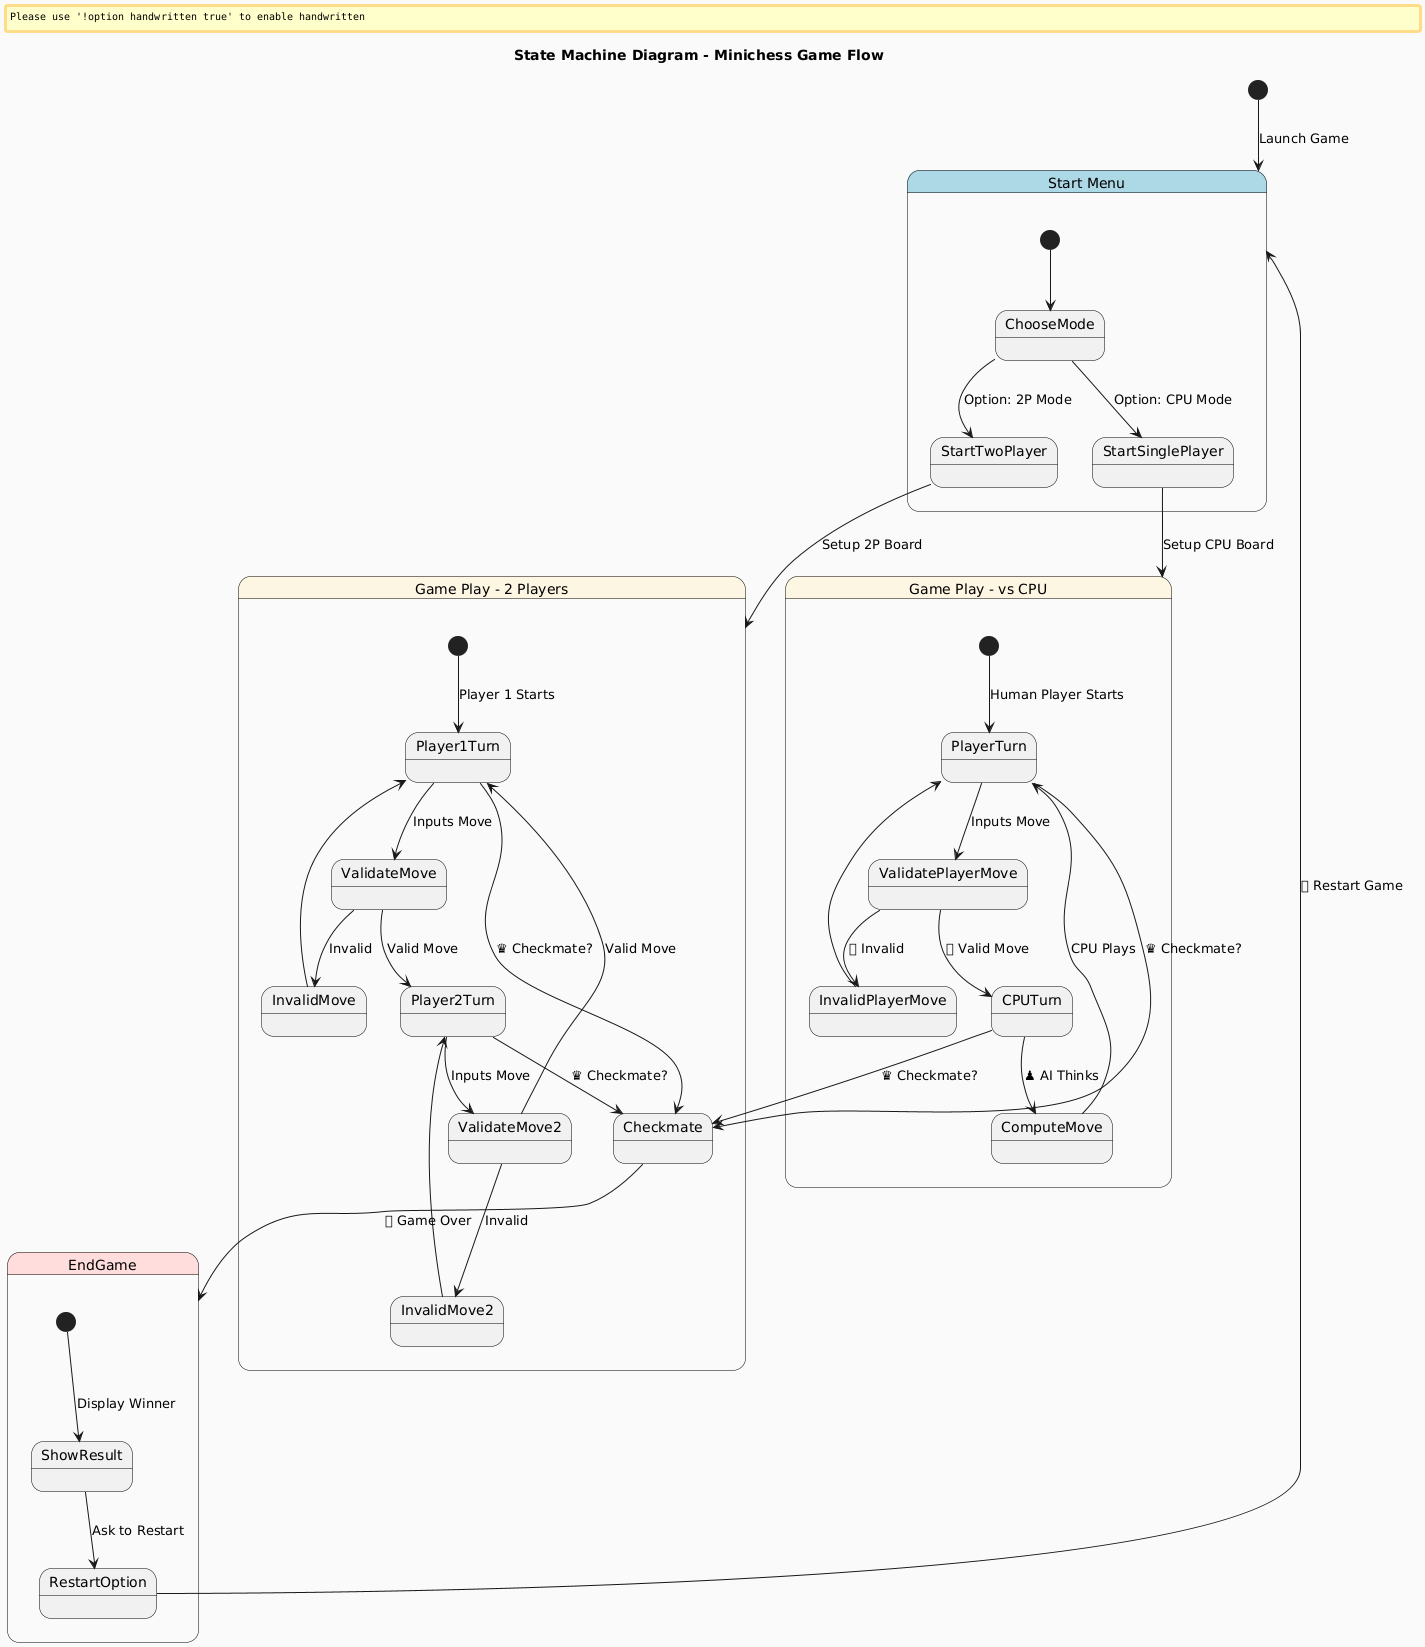 Please use '!option handwritten true' to enable handwritten
State Machine Diagram - Minichess Game Flow
Launch Game
Start Menu
ChooseMode
Option: 2P Mode
Option: CPU Mode
StartTwoPlayer
StartSinglePlayer
Setup 2P Board
Setup CPU Board
Game Play - 2 Players
Game Play - vs CPU
Player 1 Starts
Human Player Starts
Player1Turn
PlayerTurn
Inputs Move
Inputs Move
ValidateMove
ValidatePlayerMove
Restart Game
Invalid
Valid Move
♛ Checkmate?
Valid Move
Invalid
Valid Move
CPU Plays
♛ Checkmate?
InvalidMove
Player2Turn
InvalidPlayerMove
CPUTurn
Inputs Move
♛ Checkmate?
♛ Checkmate?
♟ AI Thinks
ValidateMove2
Checkmate
ComputeMove
Game Over
Invalid
EndGame
InvalidMove2
Display Winner
ShowResult
Ask to Restart
RestartOption